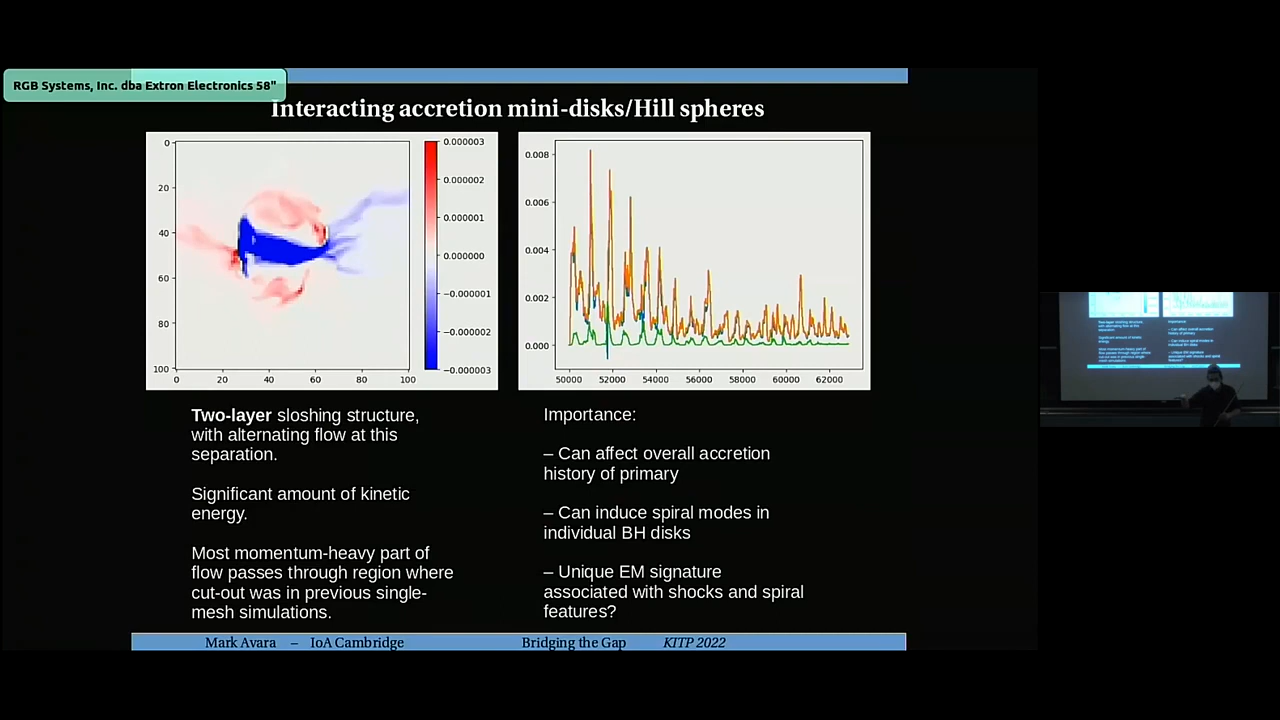 RGB Systems, Inc. dba Extron Electronics 58"
Interacting accretion mini-disks/Hill spheres
0
20
40
60
80
100
0
20
40
60
80
100
0.000003
0.000002
0.000001
0.000000
−0.000001
−0.000002
−0.000003
0.008
0.006
0.004
0.002
0.000
50000
52000
54000
56000
58000
60000
62000
Two-layer sloshing structure,
with alternating flow at this
separation.
Significant amount of kinetic
energy.
Most momentum-heavy part of
flow passes through region where
cut-out was in previous single-
mesh simulations.
Importance:
– Can affect overall accretion
history of primary
– Can induce spiral modes in
individual BH disks
– Unique EM signature
associated with shocks and spiral
features?
Mark Avara – IoA Cambridge
Bridging the Gap
KITP 2022